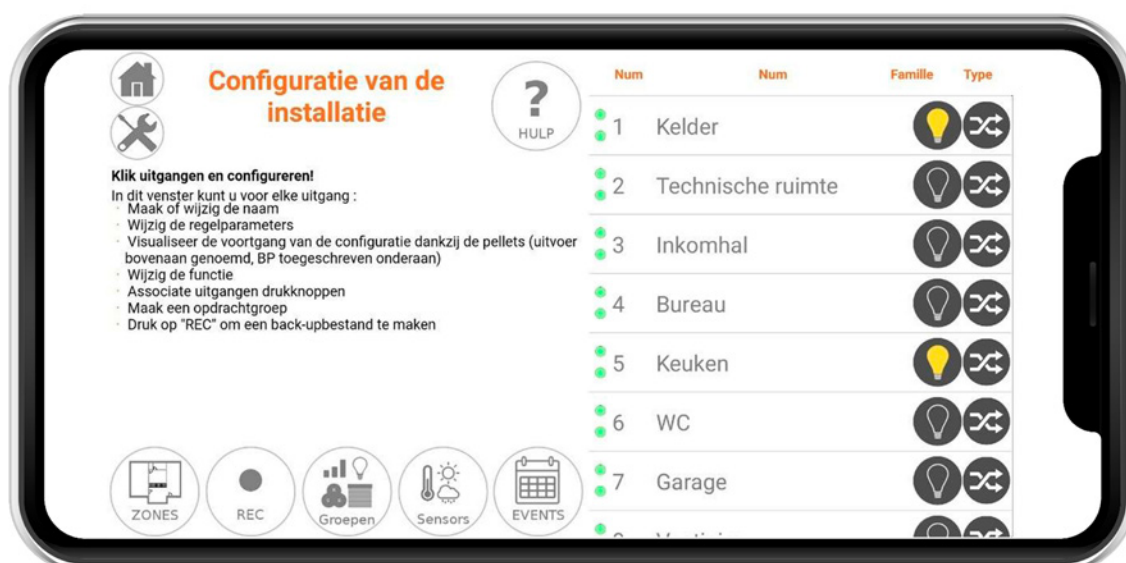 Configuratie van de
installatie
?
HULP
Klik uitgangen en configureren!
In dit venster kunt u voor elke uitgang :
· Maak of wijzig de naam
· Wijzig de regelparameters
· Visualiseer de voortgang van de configuratie dankzij de pellets (uitvoer
bovenaan genoemd, BP toegeschreven onderaan)
· Wijzig de functie
· Associate uitgangen drukknoppen
· Maak een opdrachtgroep
· Druk op "REC" om een back-upbestand te maken
ZONES
REC
Groepen
Sensors
EVENTS
Num Num Famille Type
1 Kelder
2 Technische ruimte
3 Inkomhal
4 Bureau
5 Keuken
6 WC
7 Garage